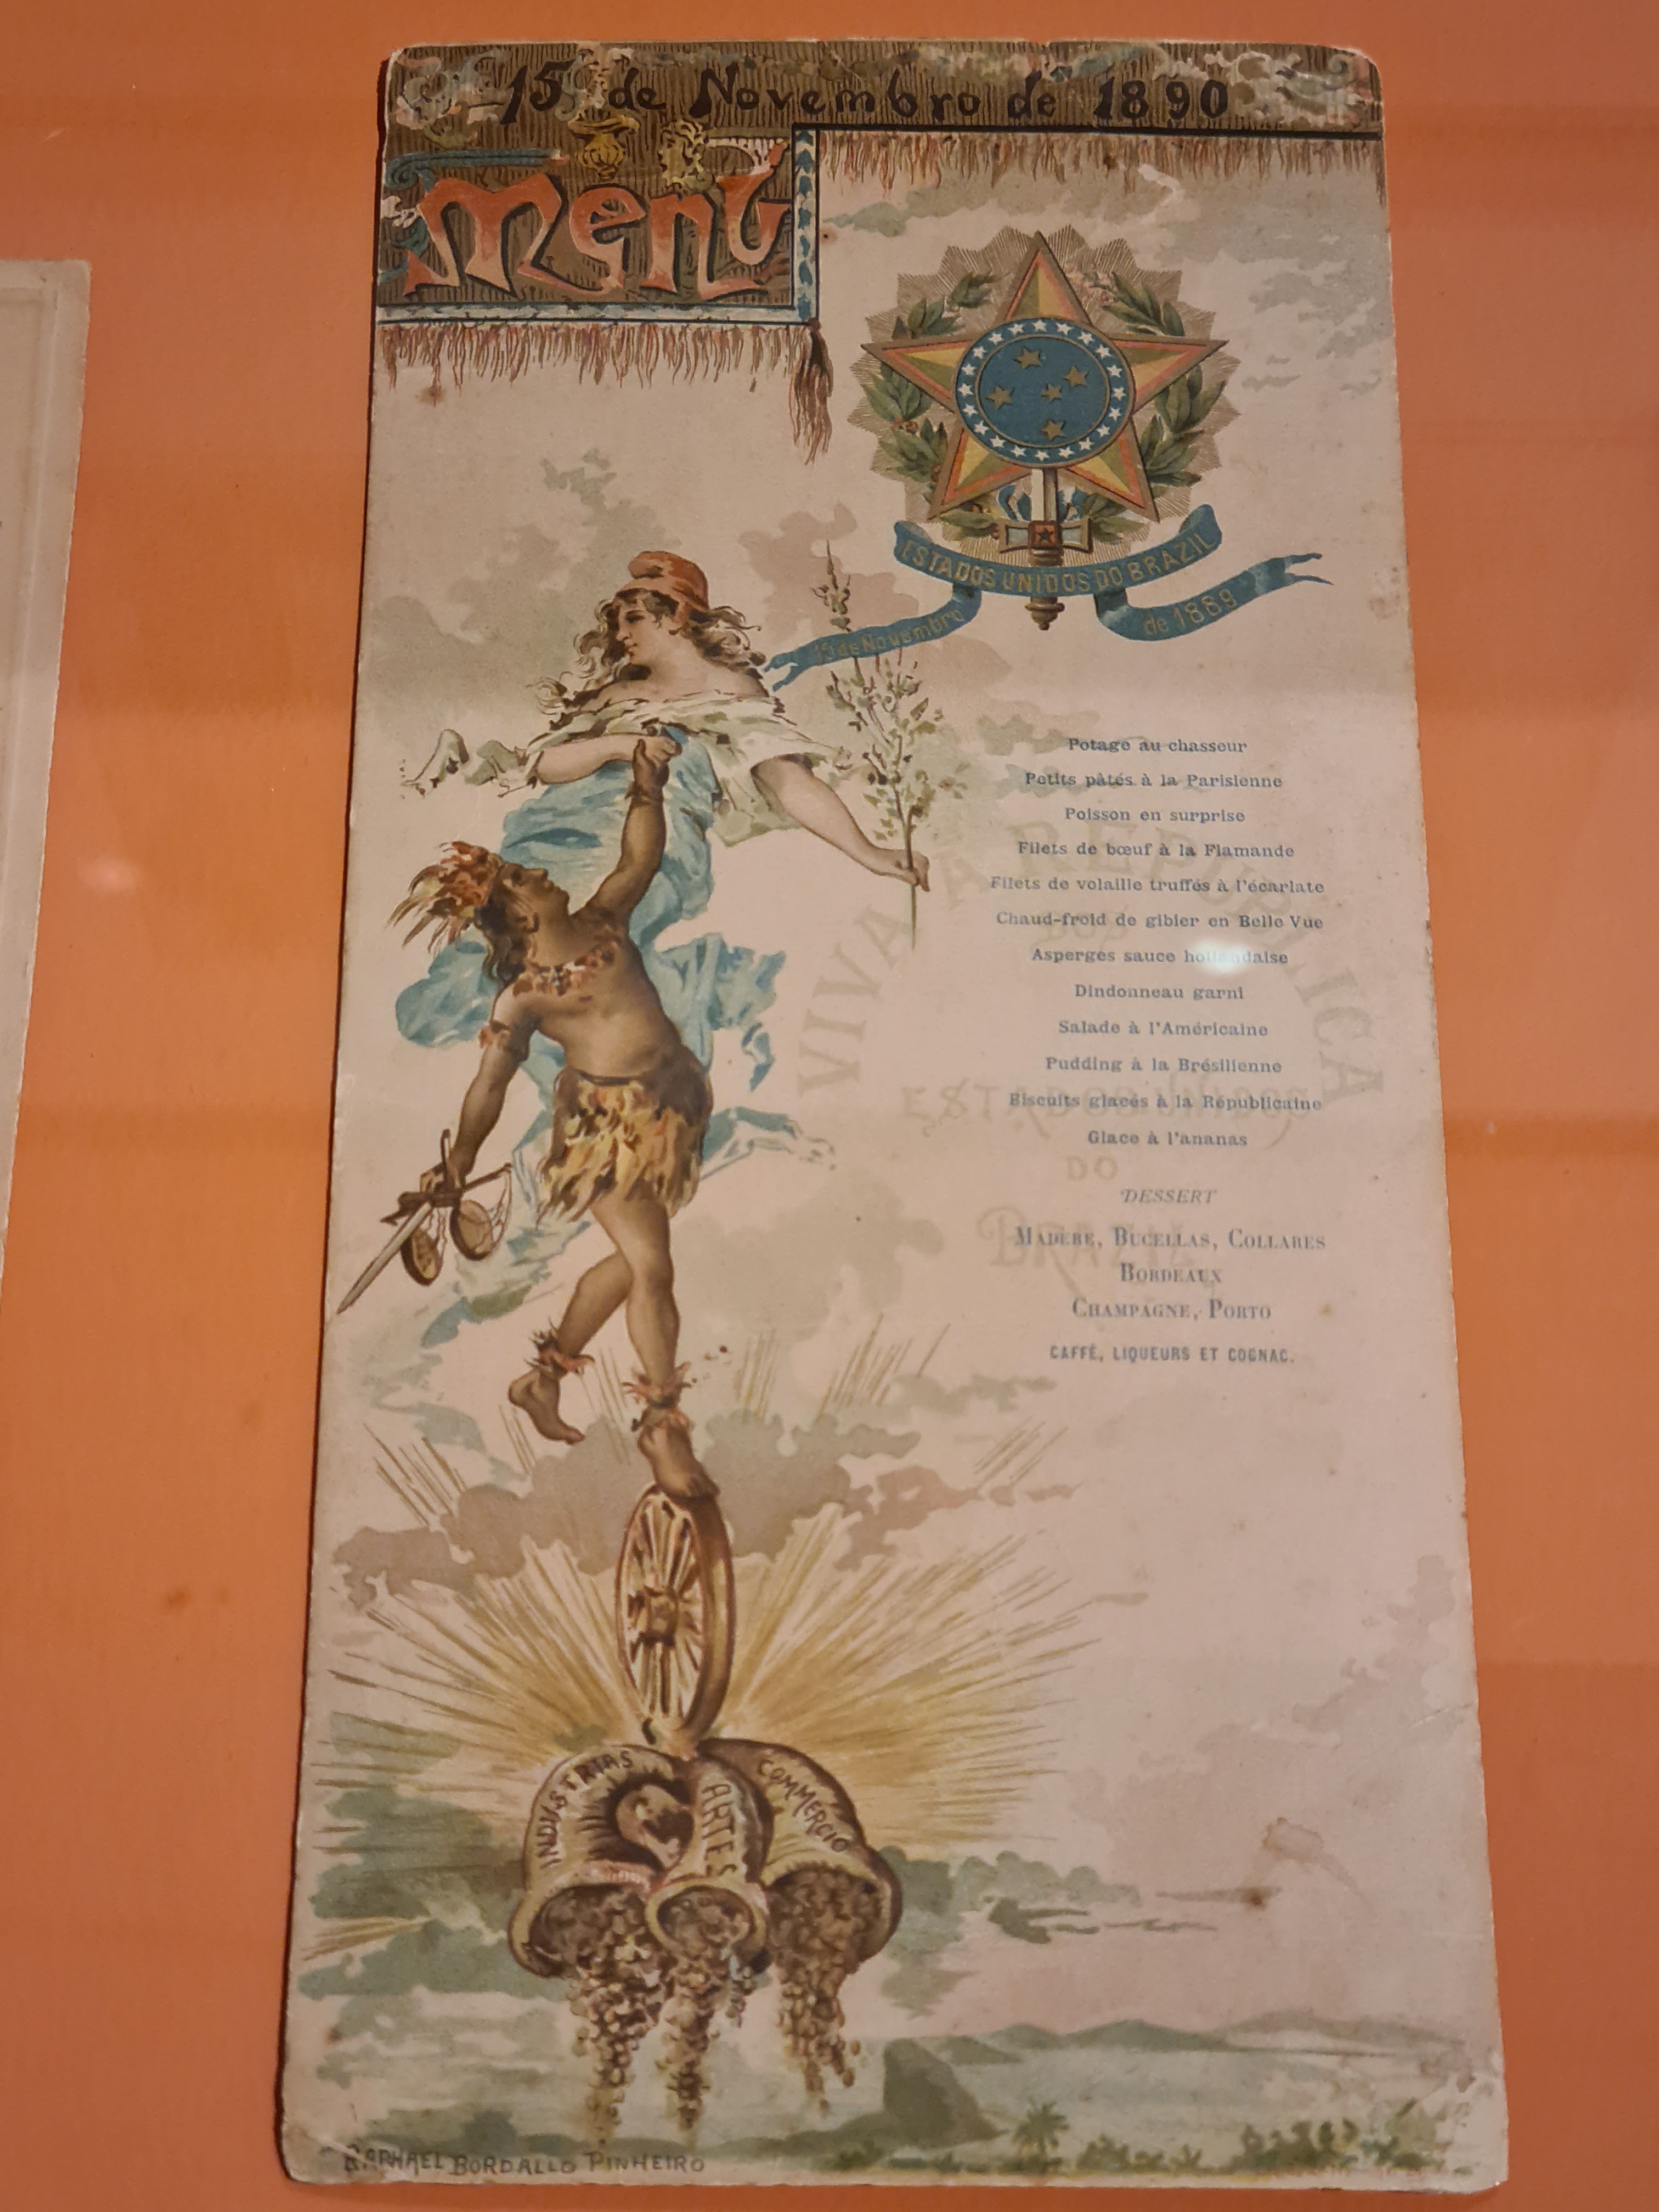 15 de Novembro de 1890
Menu
ESTADOS UNIDOS DO BRAZIL
15 de Novembro de 1889
Potage au chasseur
Petits pâtés à la Parisienne
Poisson en surprise
Filets de bœuf à la Flamande
Filets de volaille truffés à l'écarlate
Chaud-froid de gibier en Belle Vue
Asperges sauce hollandaise
Dindonneau garni
Salade à l'Américaine
Pudding à la Brésilienne
Biscuits glacés à la Républicaine
Glace à l'ananas
DESSERT
MADÈRE, BUCELLAS, COLLARES
BORDEAUX
CHAMPAGNE, PORTO
CAFFÉ, LIQUEURS ET COGNAC.
VIVA A REPUBLICA
DOS
ESTADOS UNIDOS
DO
BRAZIL
INDUSTRIAS
ARTES
COMMERCIO
RAPHAEL BORDALLO PINHEIRO